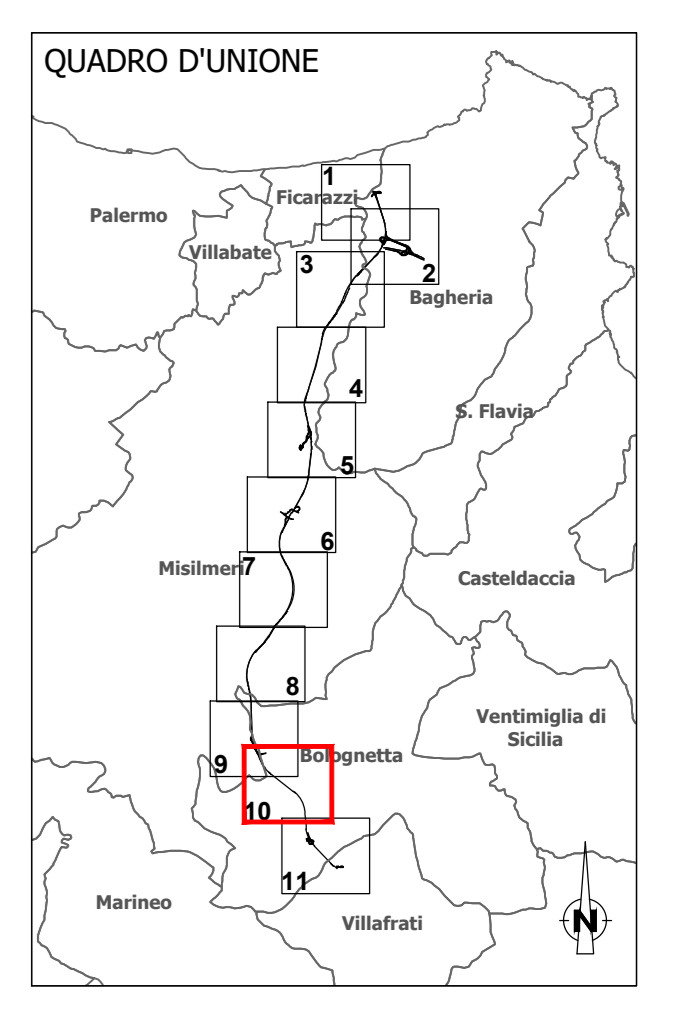 QUADRO D'UNIONE
1
Ficarazzi
Palermo
Villabate
3
2
Bagheria
4
S. Flavia
5
6
Misilmeri
7
Casteldaccia
8
Ventimiglia di
Sicilia
Bolognetta
9
10
11
Marineo
Villafrati
N